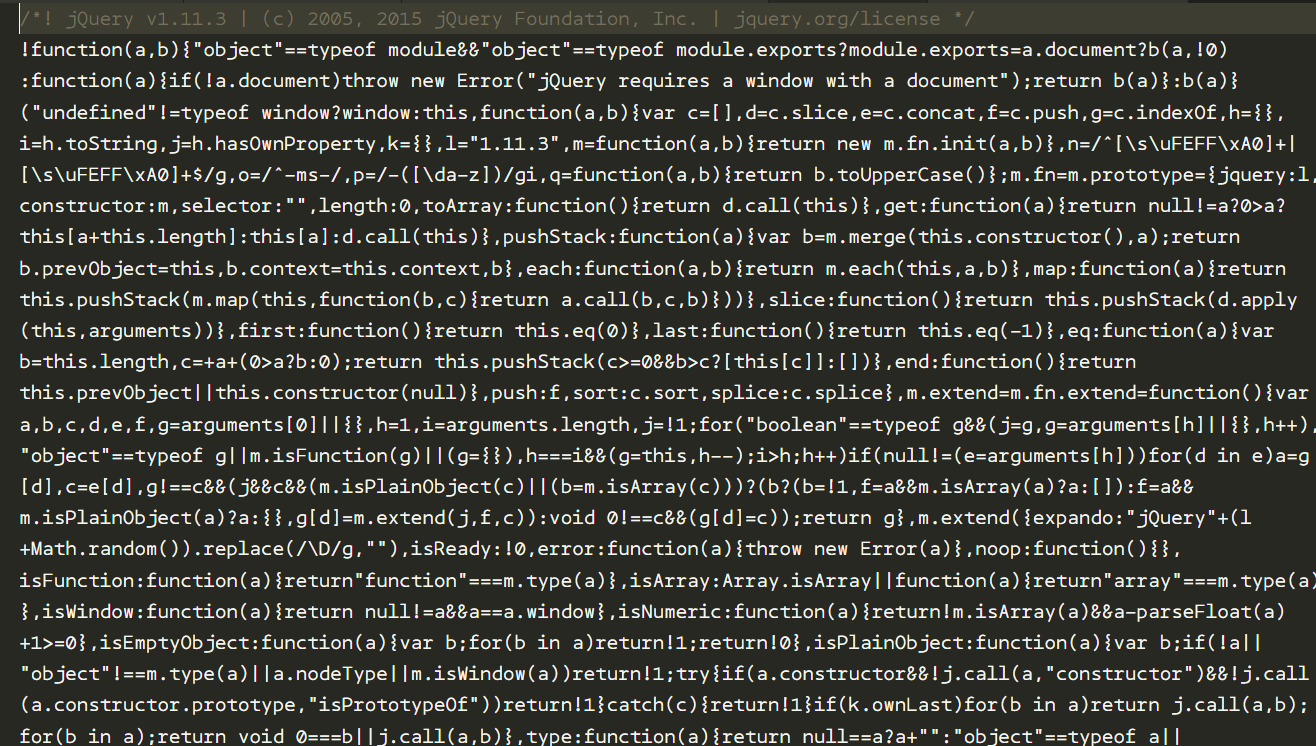 /*! jQuery v1.11.3 | (c) 2005, 2015 jQuery Foundation, Inc. | jquery.org/license */
!function(a,b){"object"==typeof module&&"object"==typeof module.exports?module.exports=a.document?b(a,!0)
:function(a){if(!a.document)throw new Error("jQuery requires a window with a document");return b(a)}:b(a)}
("undefined"!=typeof window?window:this,function(a,b){var c=[],d=c.slice,e=c.concat,f=c.push,g=c.indexOf,h={},
i=h.toString,j=h.hasOwnProperty,k={},l="1.11.3",m=function(a,b){return new m.fn.init(a,b)},n=/^[\s\uFEFF\xA0]+|
[\s\uFEFF\xA0]+$/g,o=/^-ms-/,p=/-([\da-z])/gi,q=function(a,b){return b.toUpperCase()};m.fn=m.prototype={jquery:l,
constructor:m,selector:"",length:0,toArray:function(){return d.call(this)},get:function(a){return null!=a?0>a?
this[a+this.length]:this[a]:d.call(this)},pushStack:function(a){var b=m.merge(this.constructor(),a);return
b.prevObject=this,b.context=this.context,b},each:function(a,b){return m.each(this,a,b)},map:function(a){return
this.pushStack(m.map(this,function(b,c){return a.call(b,c,b)}))},slice:function(){return this.pushStack(d.apply
(this,arguments))},first:function(){return this.eq(0)},last:function(){return this.eq(-1)},eq:function(a){var
b=this.length,c=+a+(0>a?b:0);return this.pushStack(c>=0&&b>c?[this[c]]:[])},end:function(){return
this.prevObject||this.constructor(null)},push:f,sort:c.sort,splice:c.splice},m.extend=m.fn.extend=function(){var
a,b,c,d,e,f,g=arguments[0]||{},h=1,i=arguments.length,j=!1;for("boolean"==typeof g&&(j=g,g=arguments[h]||{},h++),
"object"==typeof g||m.isFunction(g)||(g={}),h===i&&(g=this,h--);i>h;h++)if(null!=(e=arguments[h]))for(d in e)a=g
[d],c=e[d],g!==c&&(j&&c&&(m.isPlainObject(c)||(b=m.isArray(c)))?(b?(b=!1,f=a&&m.isArray(a)?a:[]):f=a&&
m.isPlainObject(a)?a:{},g[d]=m.extend(j,f,c)):void 0!==c&&(g[d]=c));return g},m.extend({expando:"jQuery"+(l
+Math.random()).replace(/\D/g,""),isReady:!0,error:function(a){throw new Error(a)},noop:function(){},
isFunction:function(a){return"function"===m.type(a)},isArray:Array.isArray||function(a){return"array"===m.type(a)
},isWindow:function(a){return null!=a&&a==a.window},isNumeric:function(a){return!m.isArray(a)&&a-parseFloat(a)
+1>=0},isEmptyObject:function(a){var b;for(b in a)return!1;return!0},isPlainObject:function(a){var b;if(!a||
"object"!==m.type(a)||a.nodeType||m.isWindow(a))return!1;try{if(a.constructor&&!j.call(a,"constructor")&&!j.call
(a.constructor.prototype,"isPrototypeOf"))return!1}catch(c){return!1}if(k.ownLast)for(b in a)return j.call(a,b);
for(b in a);return void 0===b||j.call(a,b)},type:function(a){return null==a?a+"":"object"==typeof a||